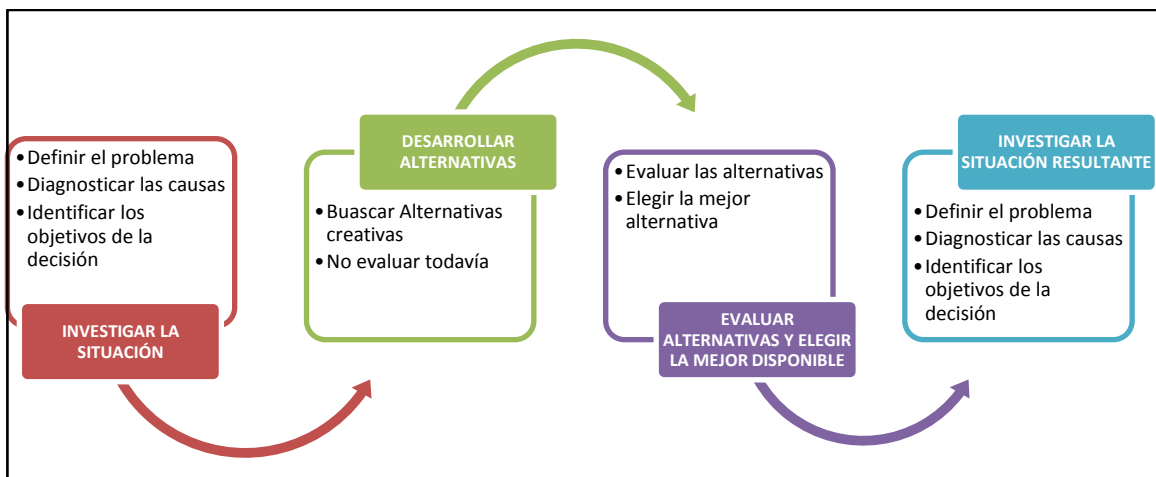 • Definir el problema
• Diagnosticar las causas
• Identificar los
objetivos de la
decisión
INVESTIGAR LA
SITUACIÓN
DESARROLLAR
ALTERNATIVAS
• Buascar Alternativas
creativas
• No evaluar todavía
• Evaluar las alternativas
• Elegir la mejor
alternativa
EVALUAR
ALTERNATIVAS Y ELEGIR
LA MEJOR DISPONIBLE
INVESTIGAR LA
SITUACIÓN RESULTANTE
• Definir el problema
• Diagnosticar las causas
• Identificar los
objetivos de la
decisión